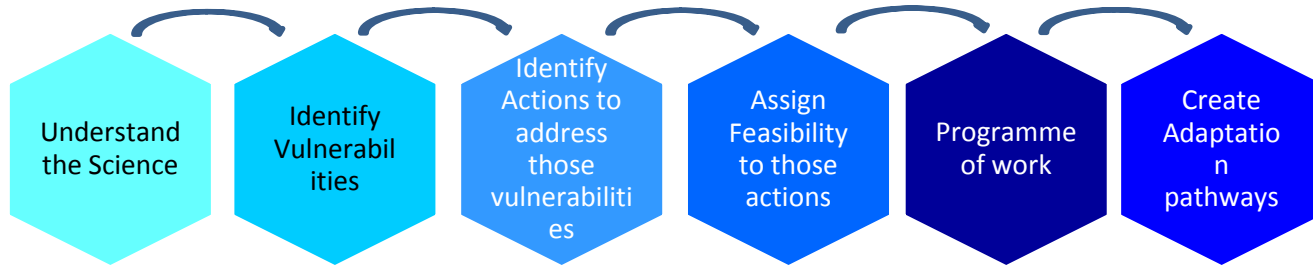 Understand
the Science
Identify
Vulnerabil
ities
Identify
Actions to
address
those
vulnerabiliti
es
Assign
Feasibility
to those
actions
Programme
of work
Create
Adaptatio
n
pathways